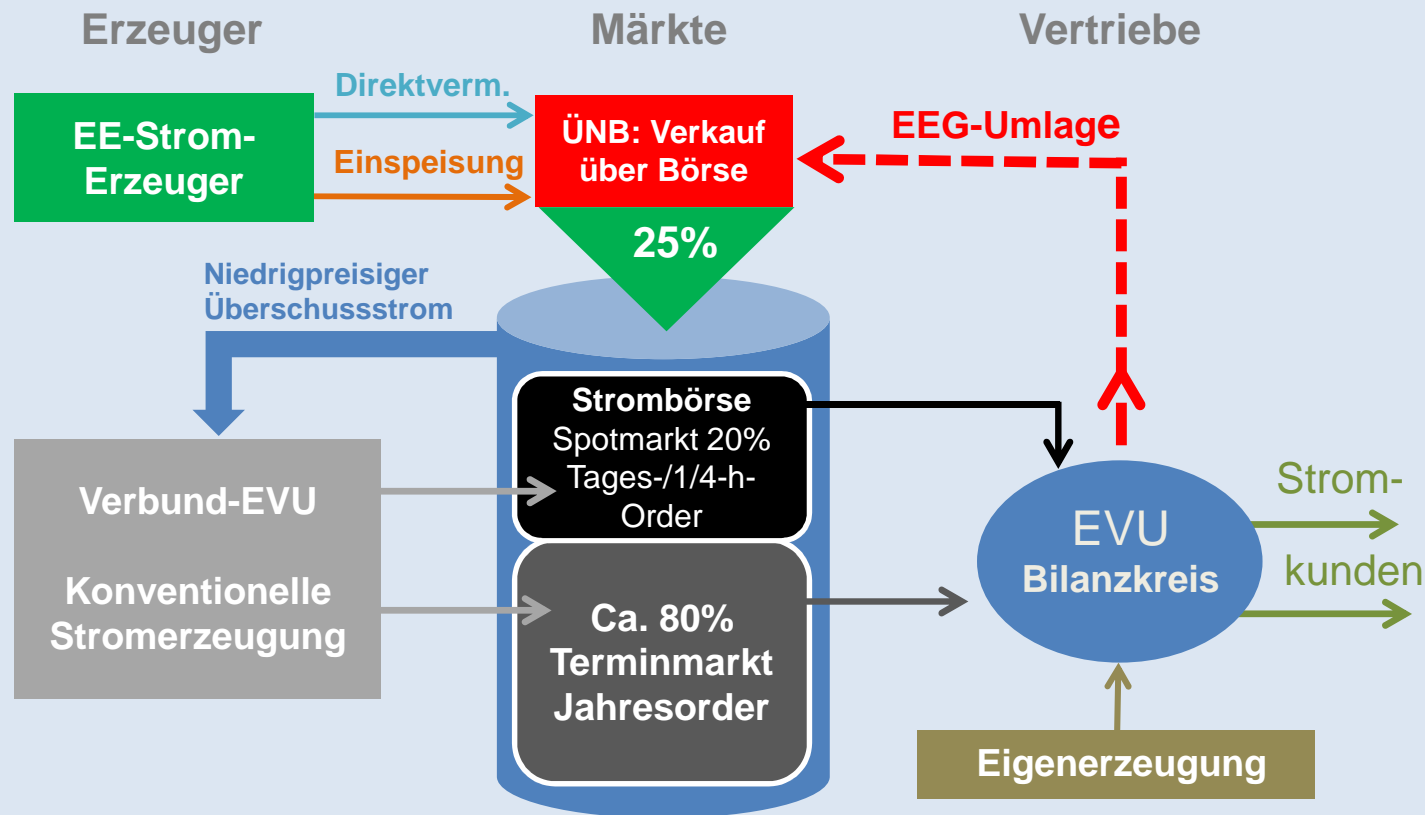 Erzeuger
Märkte
Vertriebe
Direktverm.
EE-Strom-
Erzeuger
Einspeisung
ÜNB: Verkauf
über Börse
EEG-Umlage
25%
Niedrigpreisiger
Überschussstrom
Strombörse
Spotmarkt 20%
Tages-/1/4-h-
Order
Verbund-EVU
Konventionelle
Stromerzeugung
Ca. 80%
Terminmarkt
Jahresorder
EVU
Bilanzkreis
Strom-
kunden
Eigenerzeugung